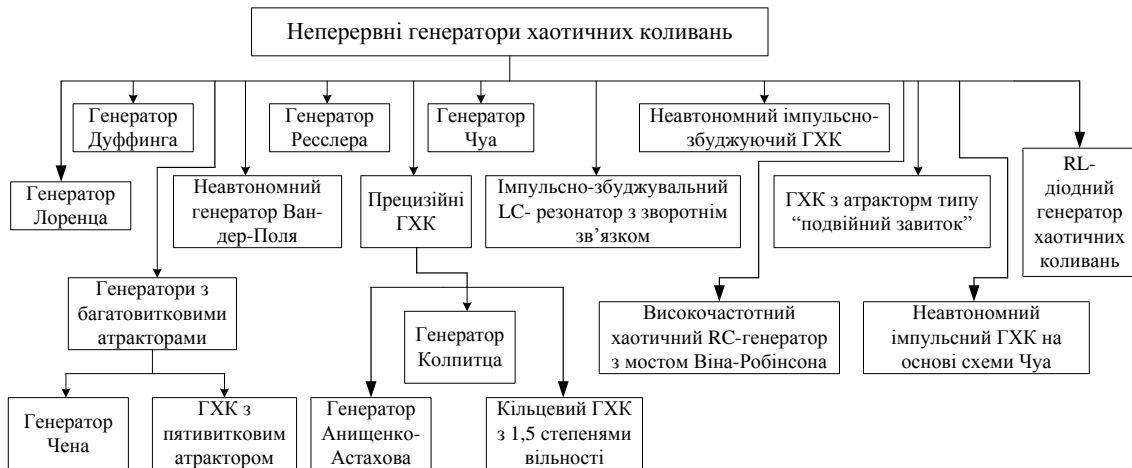 Неперервні генератори хаотичних коливань
Генератор
Дуффинга
Генератор
Ресслера
Генератор
Чуа
Неавтономний імпульсно-
збуджуючий ГХК
Генератор
Лоренца
Неавтономний
генератор Ван-
дер-Поля
Прецизійні
ГХК
Імпульсно-збуджувальний
LC- резонатор з зворотнім
зв’язком
ГХК з атрактором типу
“подвійний завиток”
RL-
діодний
генератор
хаотичних
коливань
Генератори з
багатовитковими
атракторами
Генератор
Колпитца
Високочастотний
хаотичний RC-генератор
з мостом Віна-Робінсона
Неавтономний
імпульсний ГХК на
основі схеми Чуа
Генератор
Чена
ГХК з
пятивитковим
атрактором
Генератор
Анищенко-
Астахова
Кільцевий ГХК
з 1,5 степенями
вільності